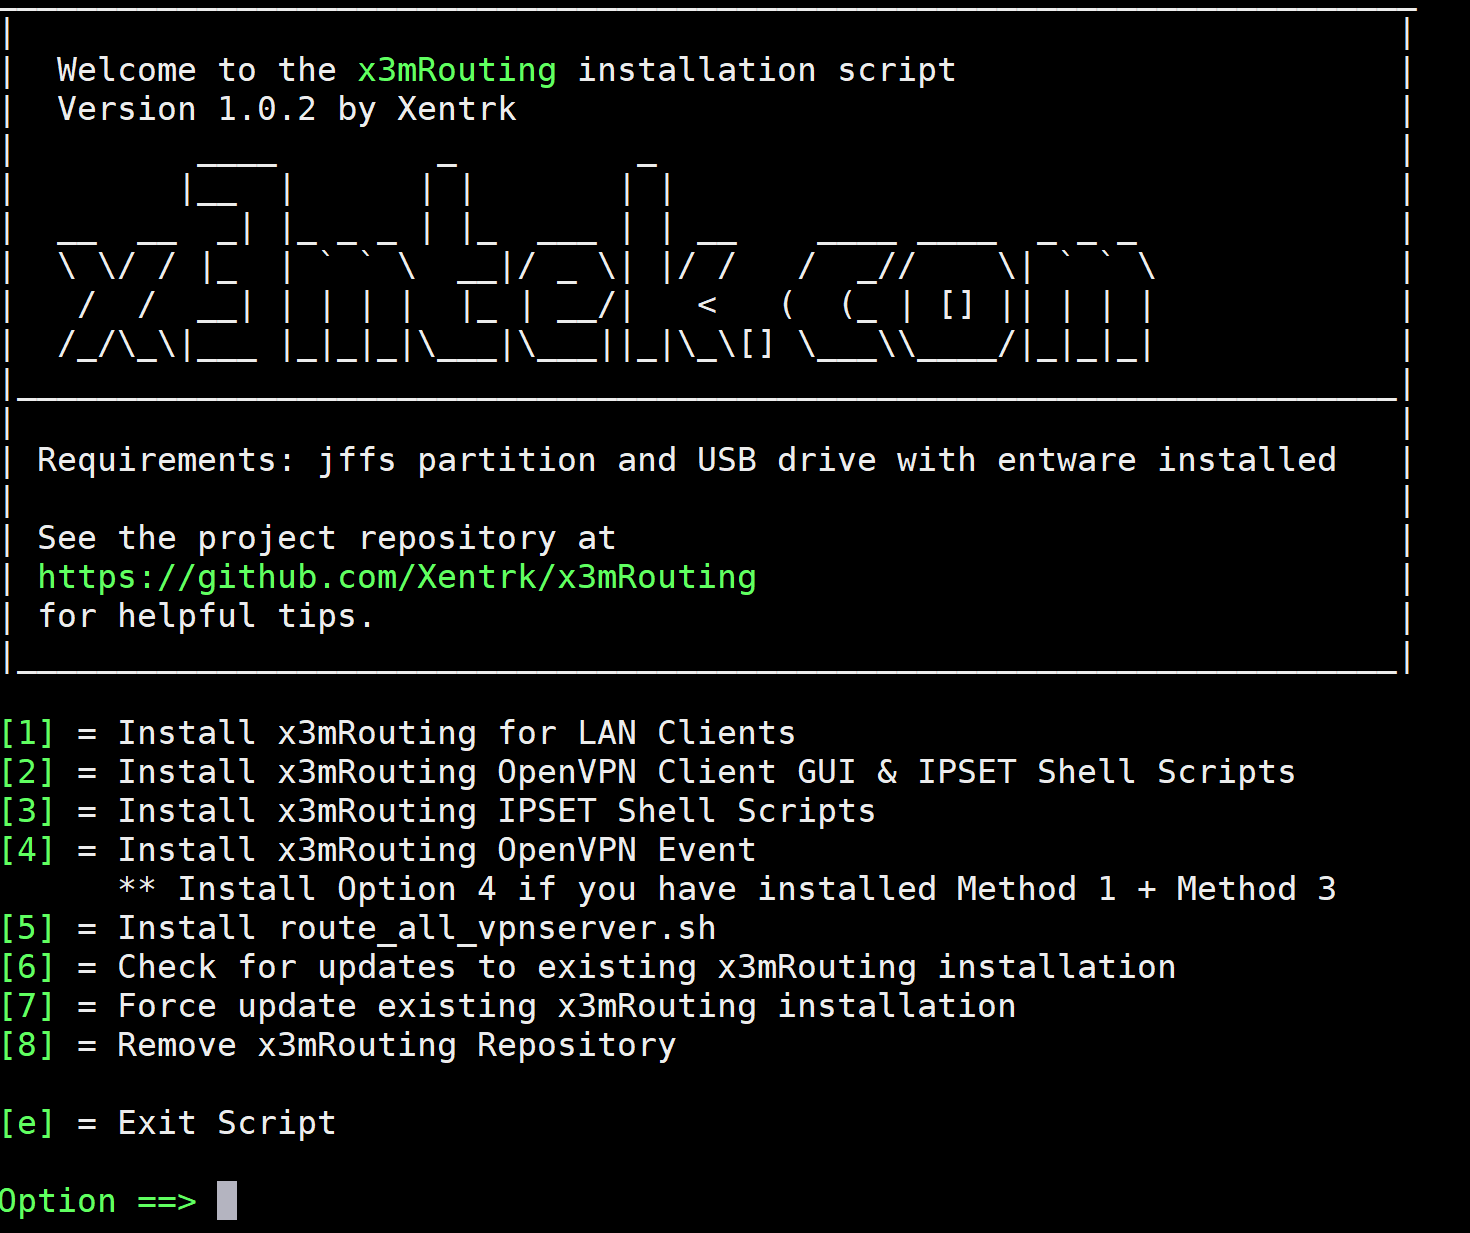 Welcome to the x3mRouting installation script
Version 1.0.2 by Xentrk
x3mtek.com
Requirements: jffs partition and USB drive with entware installed
See the project repository at
https://github.com/Xentrk/x3mRouting
for helpful tips.
[1] = Install x3mRouting for LAN Clients
[2] = Install x3mRouting OpenVPN Client GUI & IPSET Shell Scripts
[3] = Install x3mRouting IPSET Shell Scripts
[4] = Install x3mRouting OpenVPN Event
** Install Option 4 if you have installed Method 1 + Method 3
[5] = Install route_all_vpnserver.sh
[6] = Check for updates to existing x3mRouting installation
[7] = Force update existing x3mRouting installation
[8] = Remove x3mRouting Repository
[e] = Exit Script
Option ==>